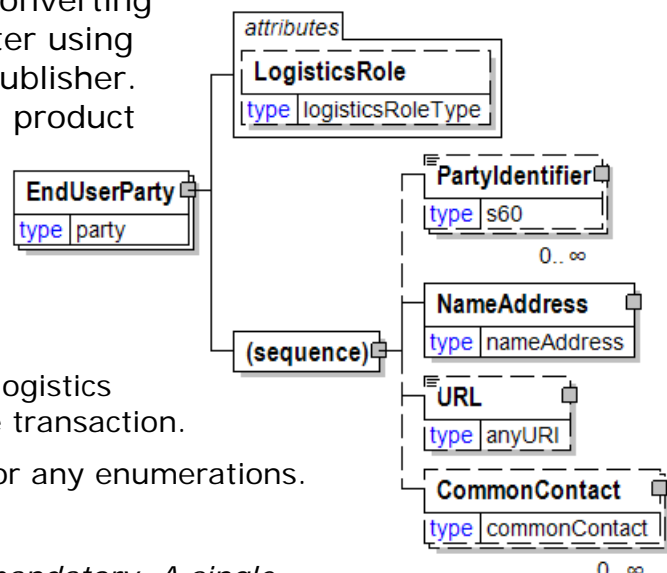 onverting
ter using
ublisher.
product
attributes
LogisticsRole
type logisticsRoleType
EndUserParty
type party
PartyIdentifier
type s60
0.. ∞
NameAddress
type nameAddress
(sequence)
URL
type anyURI
CommonContact
type commonContact
0.. ∞
ogistics
e transaction.
or any enumerations.
mandatory. A single